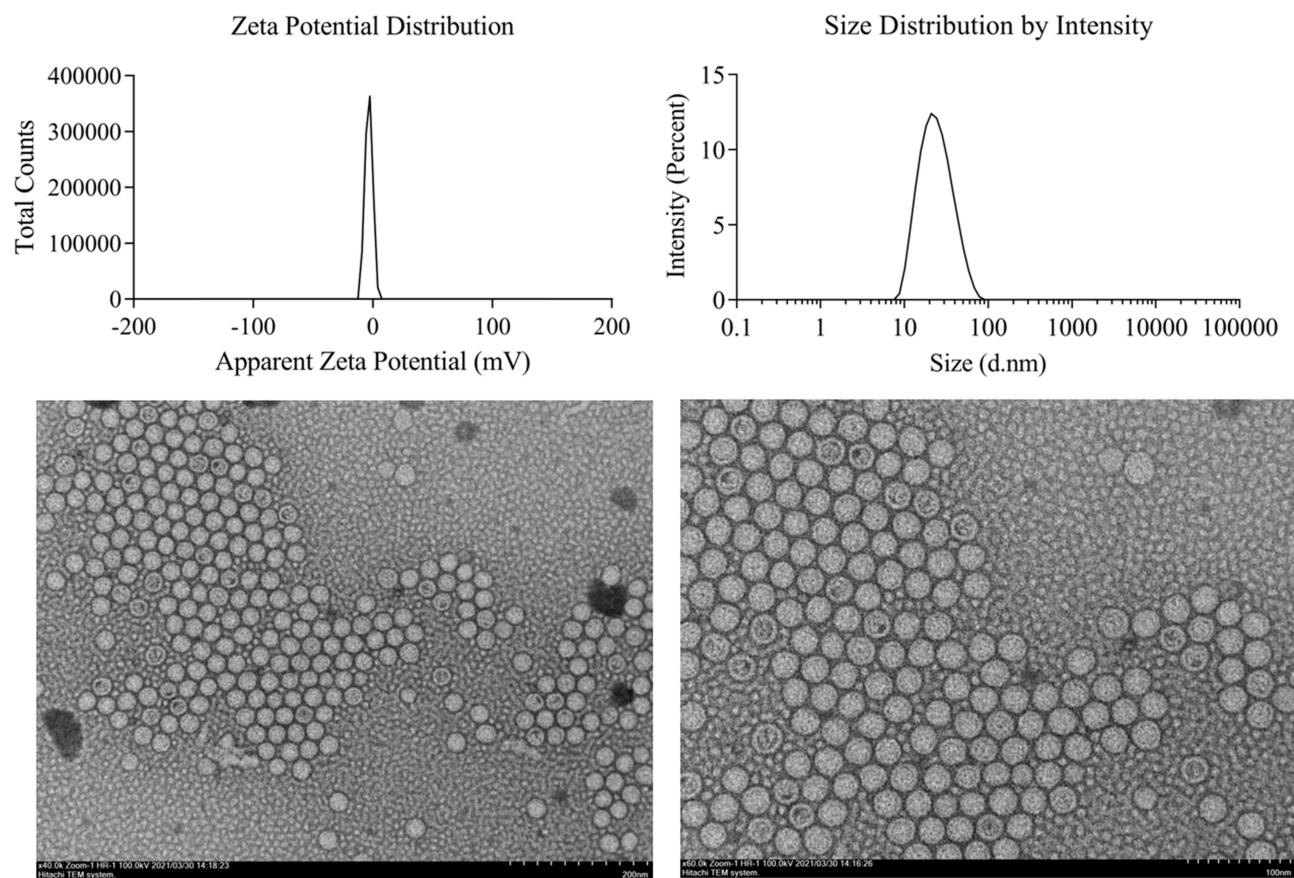 Zeta Potential Distribution
400000
300000
200000
100000
0
Total Counts
-200
-100
0
100
200
Apparent Zeta Potential (mV)
Size Distribution by Intensity
15
10
5
0
Intensity (Percent)
0.1
1
10
100
1000
10000
100000
Size (d.nm)
x40.0k Zoom-1 HR-1 100.0kV 2021/03/30 14:18:23
Hitachi TEM system.
200nm
x60.0k Zoom-1 HR-1 100.0kV 2021/03/30 14:16:26
Hitachi TEM system.
100nm